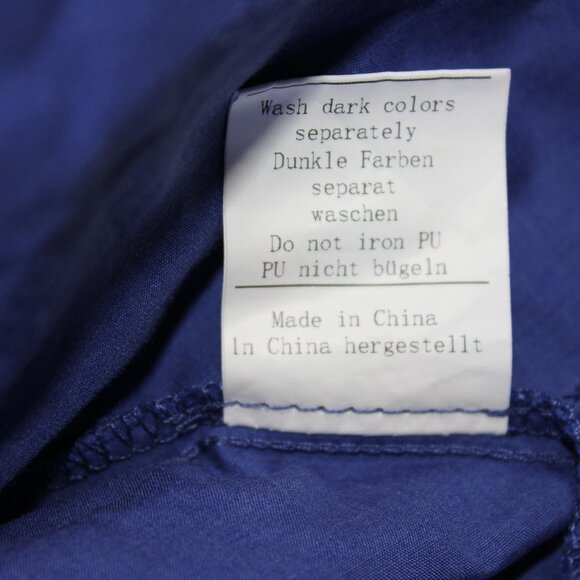 Wash dark colors
separately
Dunkle Farben
separat
waschen
Do not iron PU
PU nicht bügeln
Made in China
ln China hergestellt